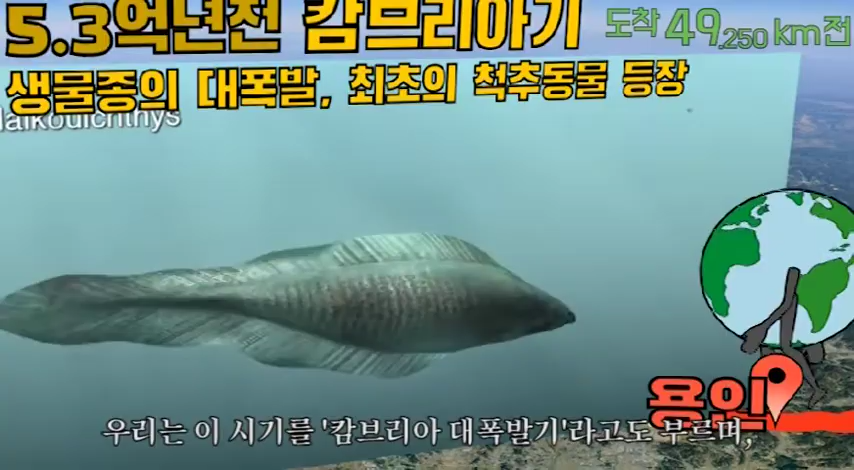 5.3억년전 캄브리아기
도착 49.250 km 전
생물종의 대폭발, 최초의 척추동물 등장
용인
우리는 이 시기를 '캄브리아 대폭발기'라고도 부르며,